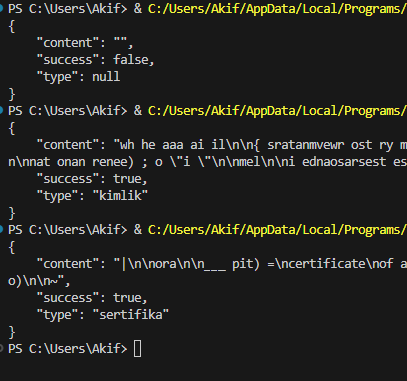 PS C:\Users\Akif> & C:/Users/Akif/AppData/Local/Programs/
{
    "content": "",
    "success": false,
    "type": null
}
PS C:\Users\Akif> & C:/Users/Akif/AppData/Local/Programs/
{
    "content": "wh he aaa ai il\n\n{ sratanmvewr ost ry m
n\n\nnat onan renee) ; o \"i \"\n\nmel\n\ni ednaosarsest es
    "success": true,
    "type": "kimlik"
}
PS C:\Users\Akif> & C:/Users/Akif/AppData/Local/Programs/
{
    "content": "|\n\nora\n\n___ pit) =\ncertificate\nof a
o)\n\n~",
    "success": true,
    "type": "sertifika"
}
PS C:\Users\Akif>